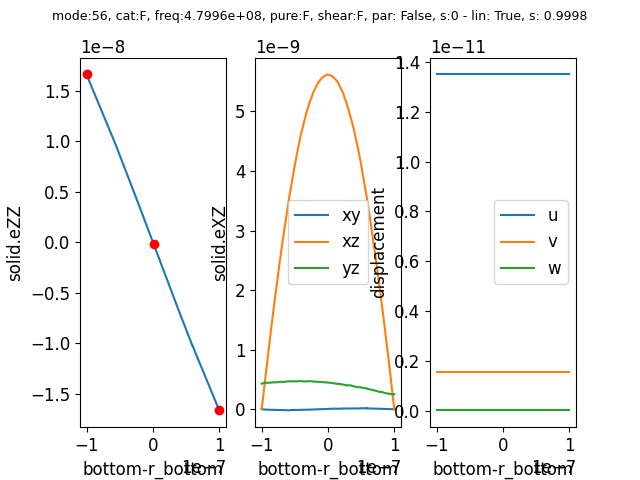 mode:56, cat:F, freq:4.7996e+08, pure:F, shear:F, par: False, s:0 - lin: True, s: 0.9998
1e−8
1e−9
1e−11
solid.eZZ
1.5
1.0
0.5
0.0
−0.5
−1.0
−1.5
−1 0 1
1e−7
bottom-r_bottom
solid.eXZ
5
4
3
2
1
0
xy
xz
yz
−1 0 1
1e−7
bottom-r_bottom
displacement
1.4
1.2
1.0
0.8
0.6
0.4
0.2
0.0
u
v
w
−1 0 1
1e−7
bottom-r_bottom